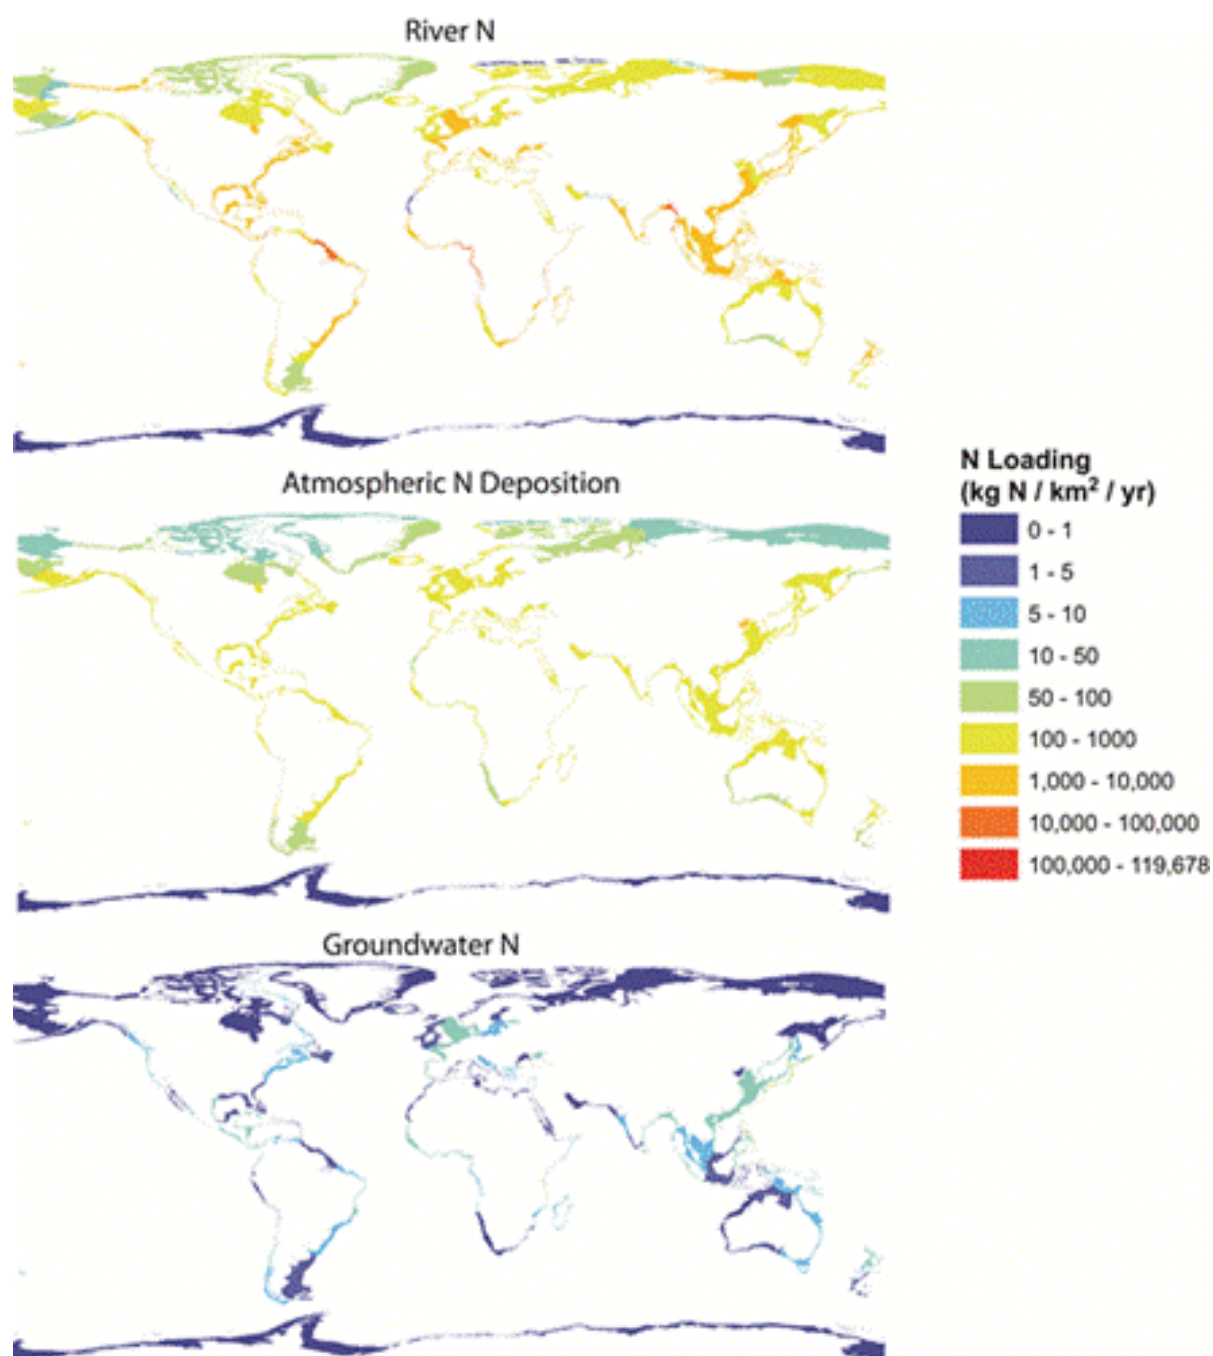 River N
Atmospheric N Deposition
N Loading
(kg N / km² / yr)
0 - 1
1 - 5
5 - 10
10 - 50
50 - 100
100 - 1000
1,000 - 10,000
10,000 - 100,000
100,000 - 119,678
Groundwater N